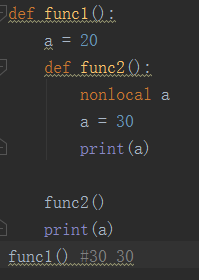 def func1():
    a = 20
    def func2():
        nonlocal a
        a = 30
        print(a)

    func2()
    print(a)
func1() #30 30